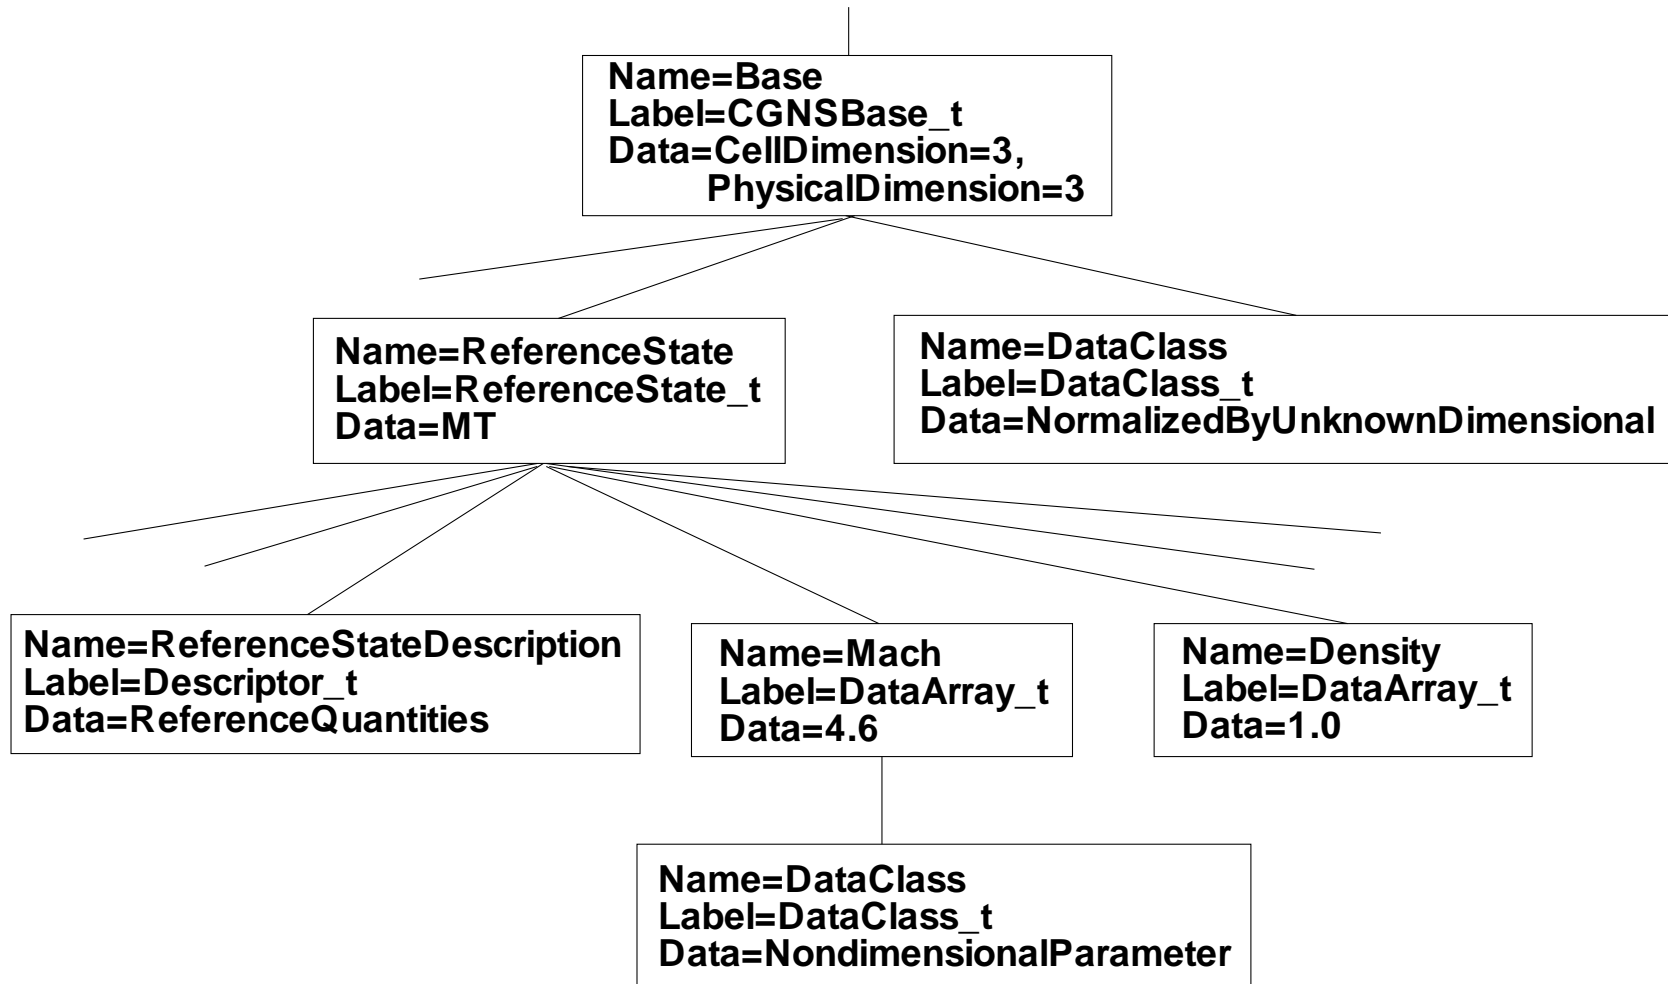 Name=Base
Label=CGNSBase_t
Data=CellDimension=3,
PhysicalDimension=3
Name=ReferenceState
Label=ReferenceState_t
Data=MT
Name=DataClass
Label=DataClass_t
Data=NormalizedByUnknownDimensional
Name=ReferenceStateDescription
Label=Descriptor_t
Data=ReferenceQuantities
Name=Mach
Label=DataArray_t
Data=4.6
Name=Density
Label=DataArray_t
Data=1.0
Name=DataClass
Label=DataClass_t
Data=NondimensionalParameter